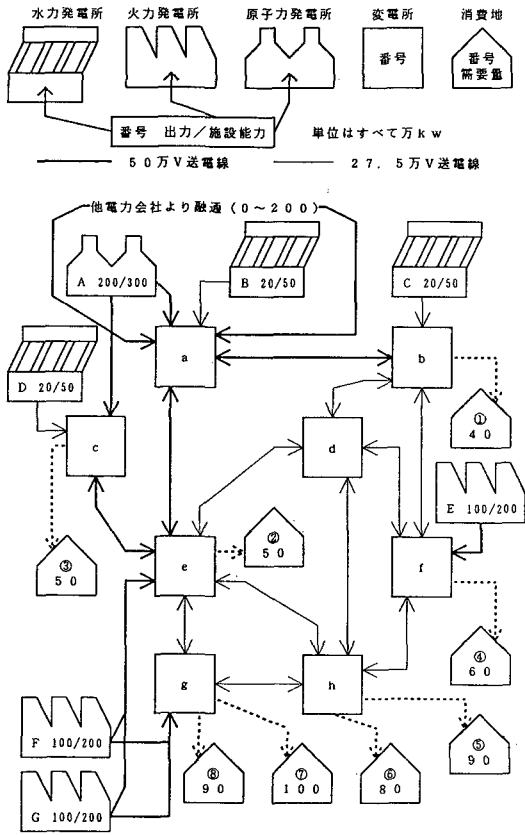 水力発電所 火力発電所 原子力発電所 変電所 消費地
番号
番号
需要量
番号 出力／施設能力 単位はすべて万kw
50万V送電線 27.5万V送電線
他電力会社より融通(0～200)
A 200/300
B 20/50
C 20/50
D 20/50
a
b
①
40
c
d
E 100/200
②
50
③
50
e
f
④
60
g
h
F 100/200
G 100/200
⑧
90
⑦
100
⑥
80
⑤
90